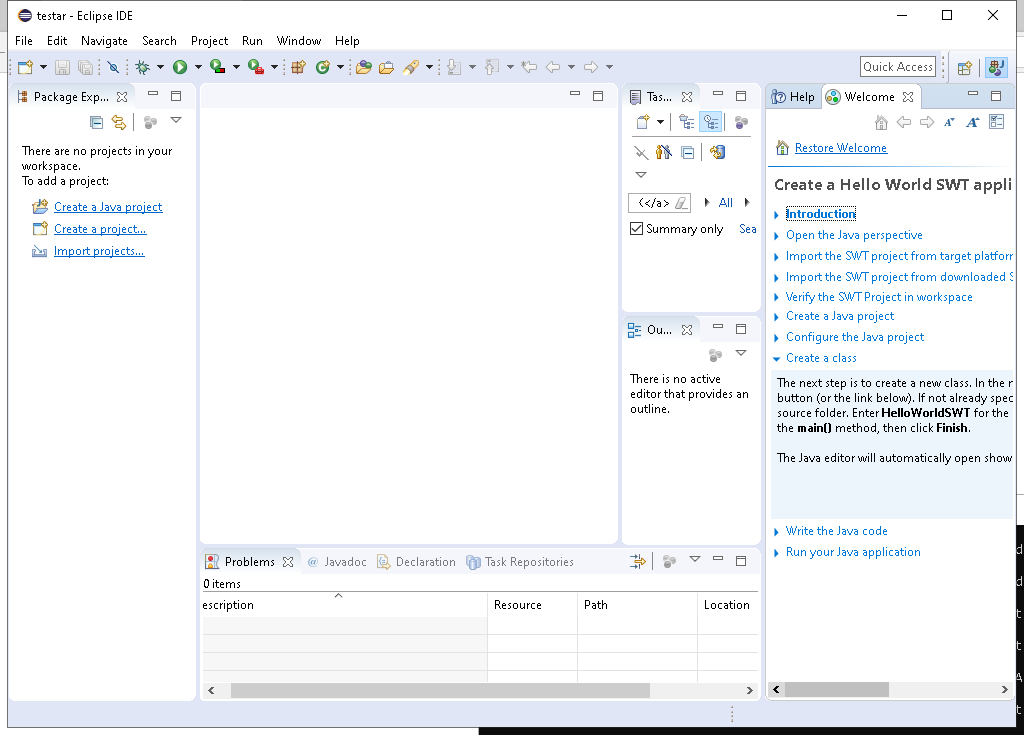 testar - Eclipse IDE
File Edit Navigate Search Project Run Window Help
Quick Access
Package Exp...
There are no projects in your
workspace.
To add a project:
Create a Java project
Create a project...
Import projects...
Tas...
(</a>
All
Summary only
Sea
Ou...
There is no active
editor that provides an
outline.
Help
Welcome
Restore Welcome
Create a Hello World SWT appli
Introduction
Open the Java perspective
Import the SWT project from target platfor
Import the SWT project from downloaded S
Verify the SWT Project in workspace
Create a Java project
Configure the Java project
Create a class
The next step is to create a new class. In the
button (or the link below). If not already spec
source folder. Enter HelloWorldSWT for the
the main() method, then click Finish.
The Java editor will automatically open show
Write the Java code
Run your Java application
Problems
@ Javadoc
Declaration
Task Repositories
0 items
escription Resource Path Location